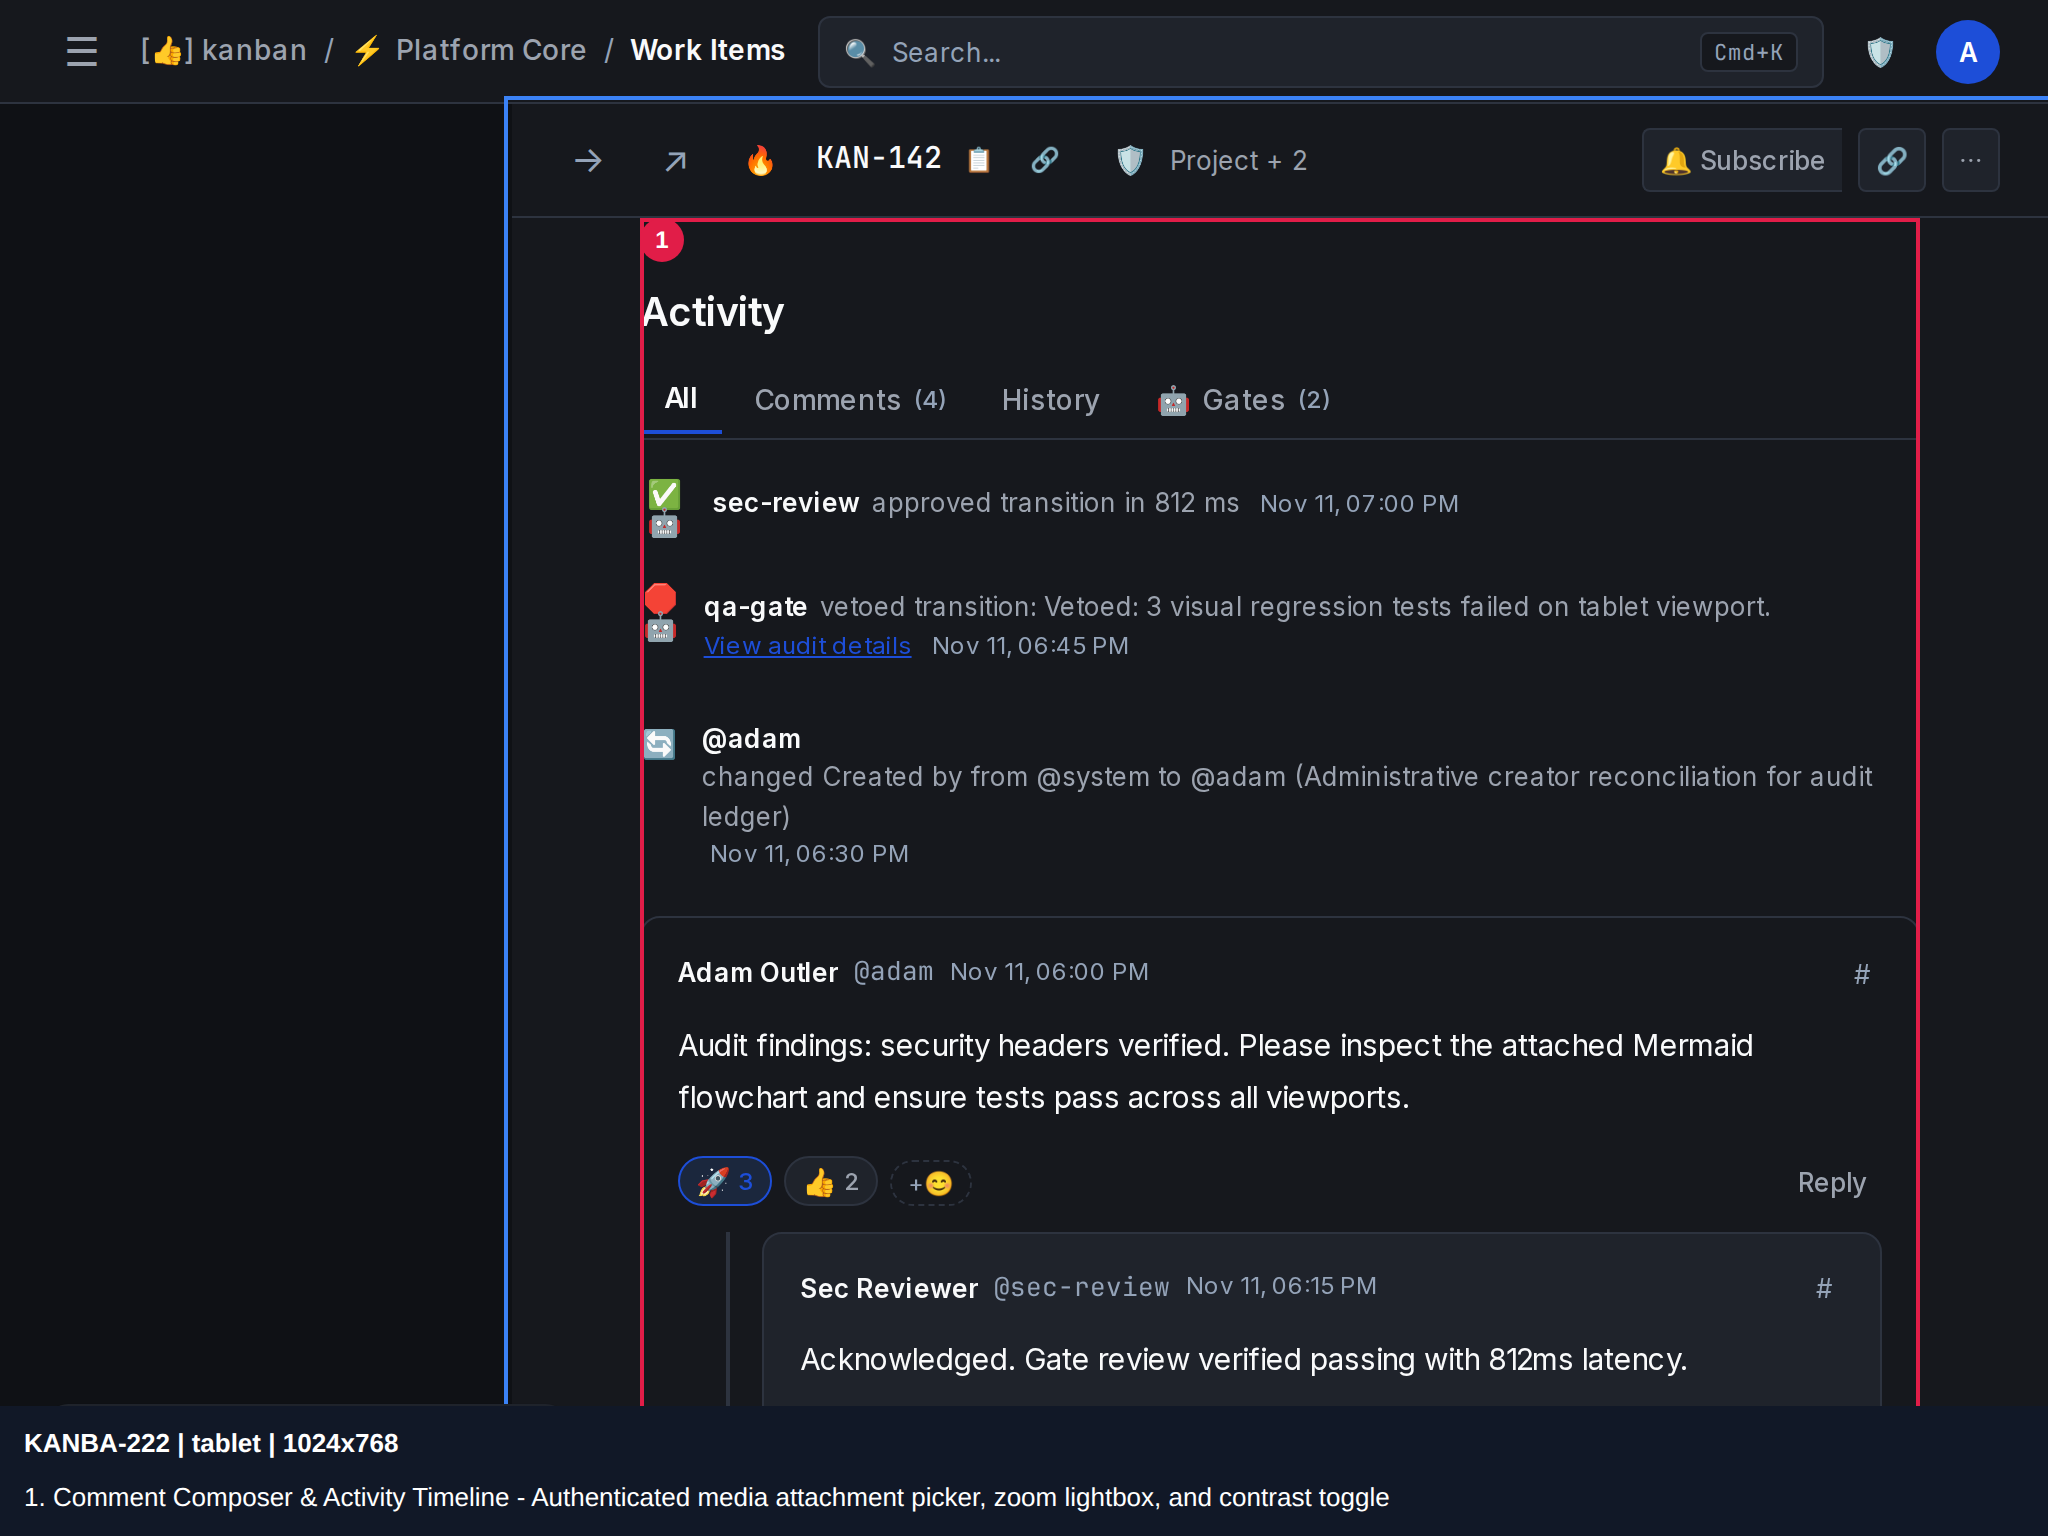 [👍] kanban / ⚡ Platform Core / Work Items
🔍 Search... Cmd+K
A
→ ↗ 🔥 KAN-142 📋 🔗 🛡️ Project + 2
🔔 Subscribe 🔗 ...
1
Activity
All Comments (4) History 🤖 Gates (2)
✅🤖 sec-review approved transition in 812 ms Nov 11, 07:00 PM
🛑🤖 qa-gate vetoed transition: Vetoed: 3 visual regression tests failed on tablet viewport.
View audit details Nov 11, 06:45 PM
🔄 @adam
changed Created by from @system to @adam (Administrative creator reconciliation for audit
ledger)
Nov 11, 06:30 PM
Adam Outler @adam Nov 11, 06:00 PM #
Audit findings: security headers verified. Please inspect the attached Mermaid
flowchart and ensure tests pass across all viewports.
🚀 3 👍 2 +😊 Reply
Sec Reviewer @sec-review Nov 11, 06:15 PM #
Acknowledged. Gate review verified passing with 812ms latency.
KANBA-222 | tablet | 1024x768
1. Comment Composer & Activity Timeline - Authenticated media attachment picker, zoom lightbox, and contrast toggle